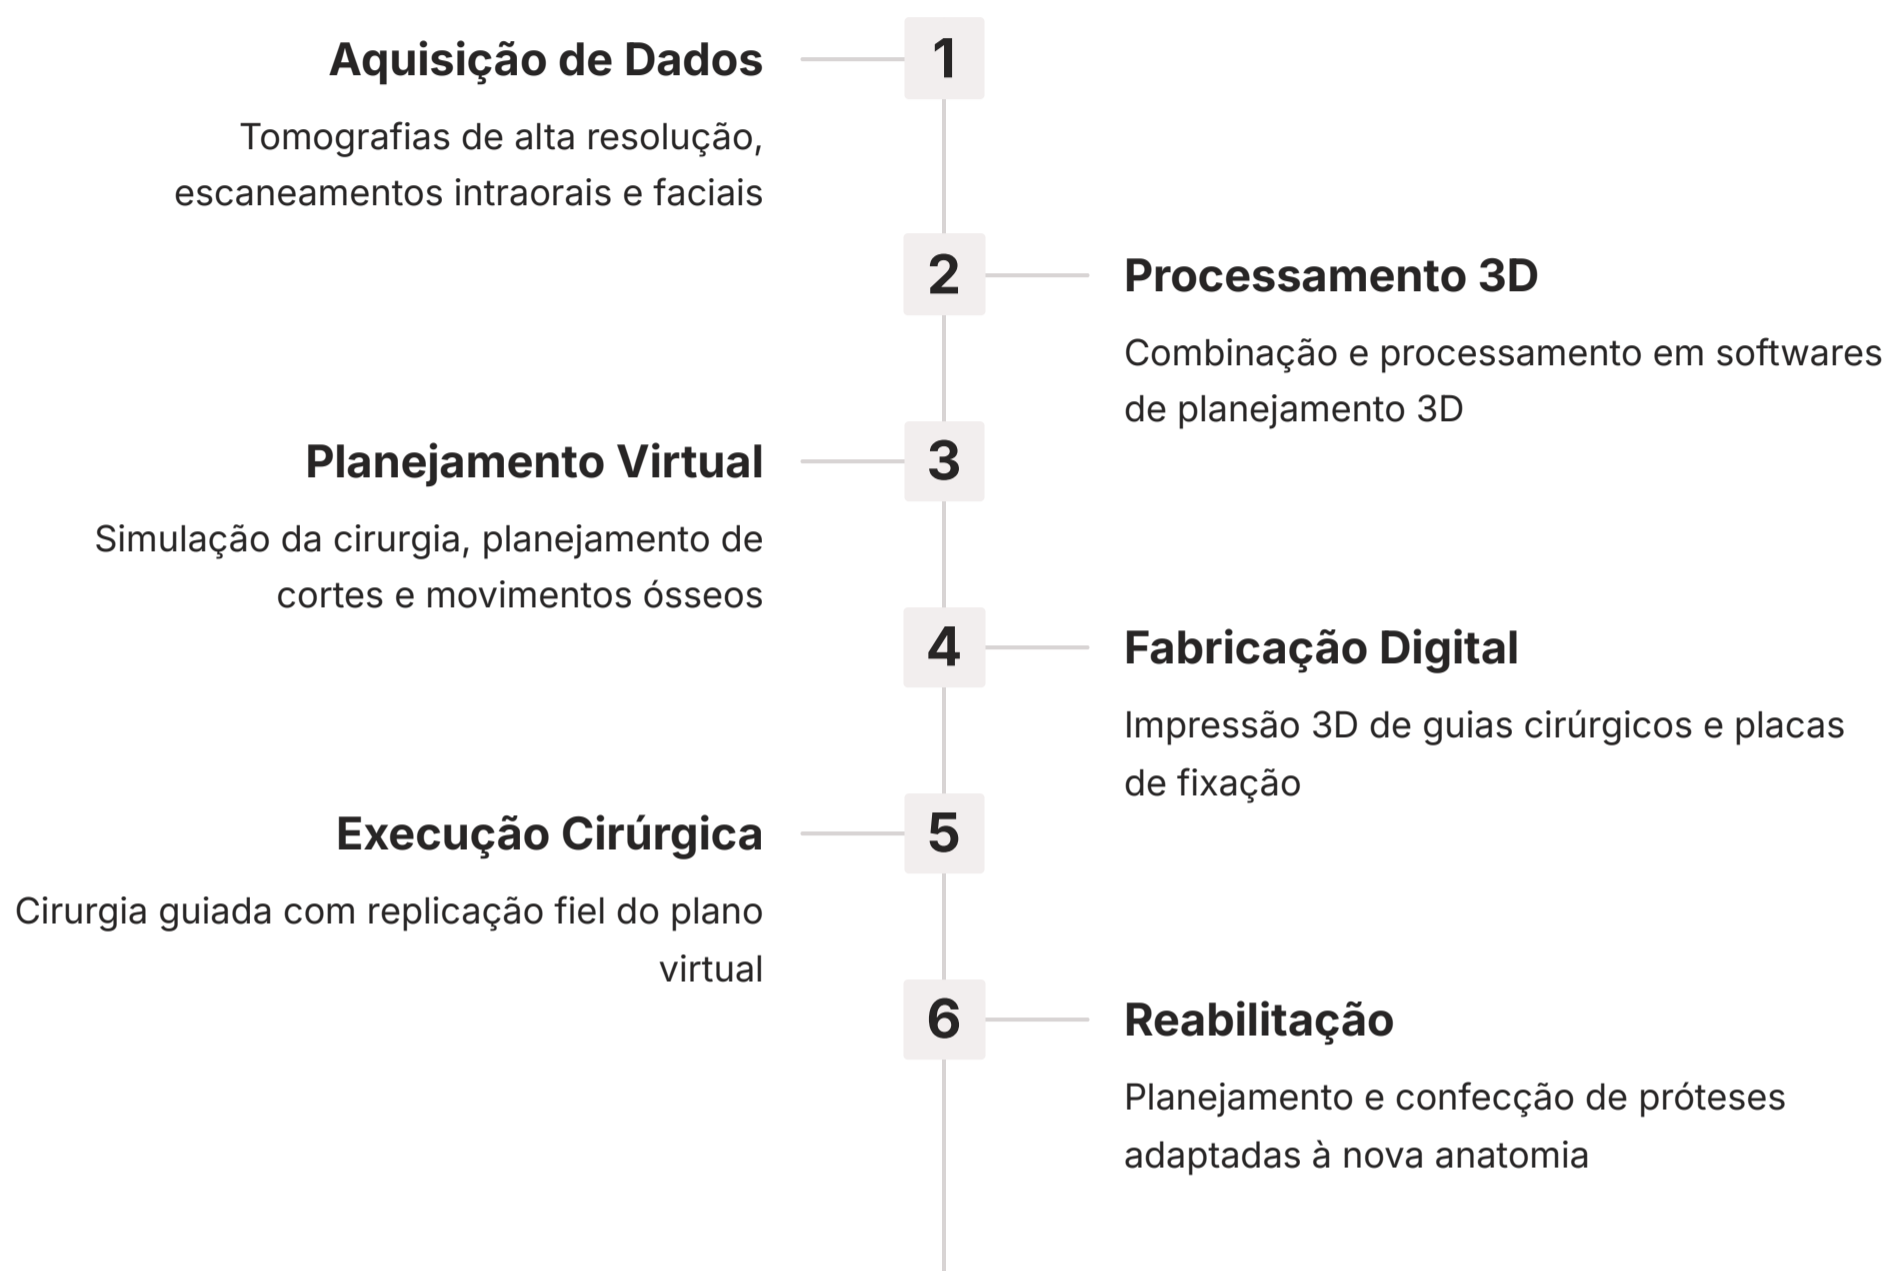 1
Aquisição de Dados
Tomografias de alta resolução,
escaneamentos intraorais e faciais
2
Processamento 3D
Combinação e processamento em softwares
de planejamento 3D
3
Planejamento Virtual
Simulação da cirurgia, planejamento de
cortes e movimentos ósseos
4
Fabricação Digital
Impressão 3D de guias cirúrgicos e placas
de fixação
5
Execução Cirúrgica
Cirurgia guiada com replicação fiel do plano
virtual
6
Reabilitação
Planejamento e confecção de próteses
adaptadas à nova anatomia